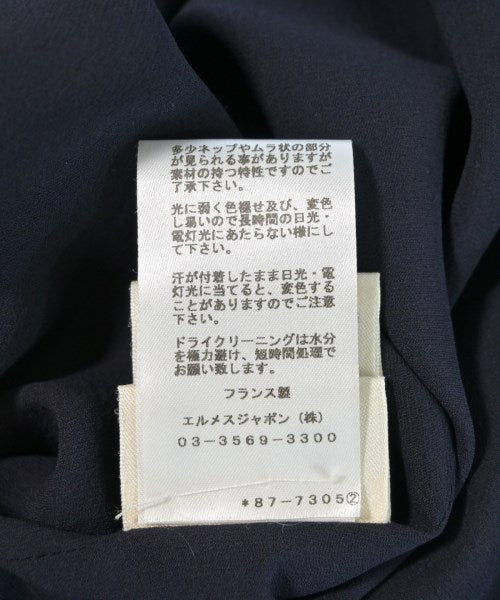 多少ネップやムラ状の部分
が見られる事がありますが
素材の持つ特性ですのでご
了承下さい。
光に弱く色褪せ及び、変色
し易いので長時間の日光・
電灯光にあたらない様にし
て下さい。
汗が付着したまま日光・電
灯光に当てると、変色する
ことがありますのでご注意
下さい。
ドライクリーニングは水分
を極力避け、短時間処理で
お願い致します。
フランス製
エルメスジャポン（株）
03-3569-3300
*87-7305②